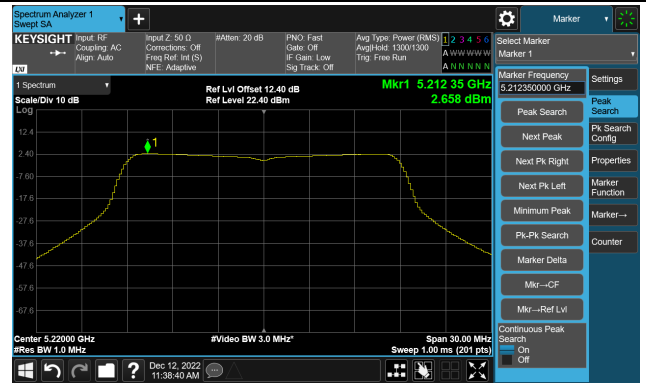 Spectrum Analyzer 1
Swept SA
Marker
KEYSIGHT
Input: RF
Coupling: AC
Align: Auto
Input Z: 50 Ω
Corrections: Off
Freq Ref: Int (S)
NFE: Adaptive
#Atten: 20 dB
PNO: Fast
Gate: Off
IF Gain: Low
Sig Track: Off
Avg Type: Power (RMS)
Avg|Hold: 1300/1300
Trig: Free Run
1 2 3 4 5 6
A W W W W W
A N N N N N
LXI
Select Marker
Marker 1
1 Spectrum
Scale/Div 10 dB
Log
Ref Lvl Offset 12.40 dB
Ref Level 22.40 dBm
Mkr1 5.212 35 GHz
2.658 dBm
1
12.4
2.40
-7.60
-17.6
-27.6
-37.6
-47.6
-57.6
-67.6
Center 5.22000 GHz
#Res BW 1.0 MHz
#Video BW 3.0 MHz*
Span 30.00 MHz
Sweep 1.00 ms (201 pts)
Marker Frequency
5.212350000 GHz
Peak Search
Next Peak
Next Pk Right
Next Pk Left
Minimum Peak
Pk-Pk Search
Marker Delta
Mkr→CF
Mkr→Ref Lvl
Continuous Peak
Search
On
Off
Settings
Peak
Search
Pk Search
Config
Properties
Marker
Function
Marker→
Counter
?
Dec 12, 2022
11:38:40 AM